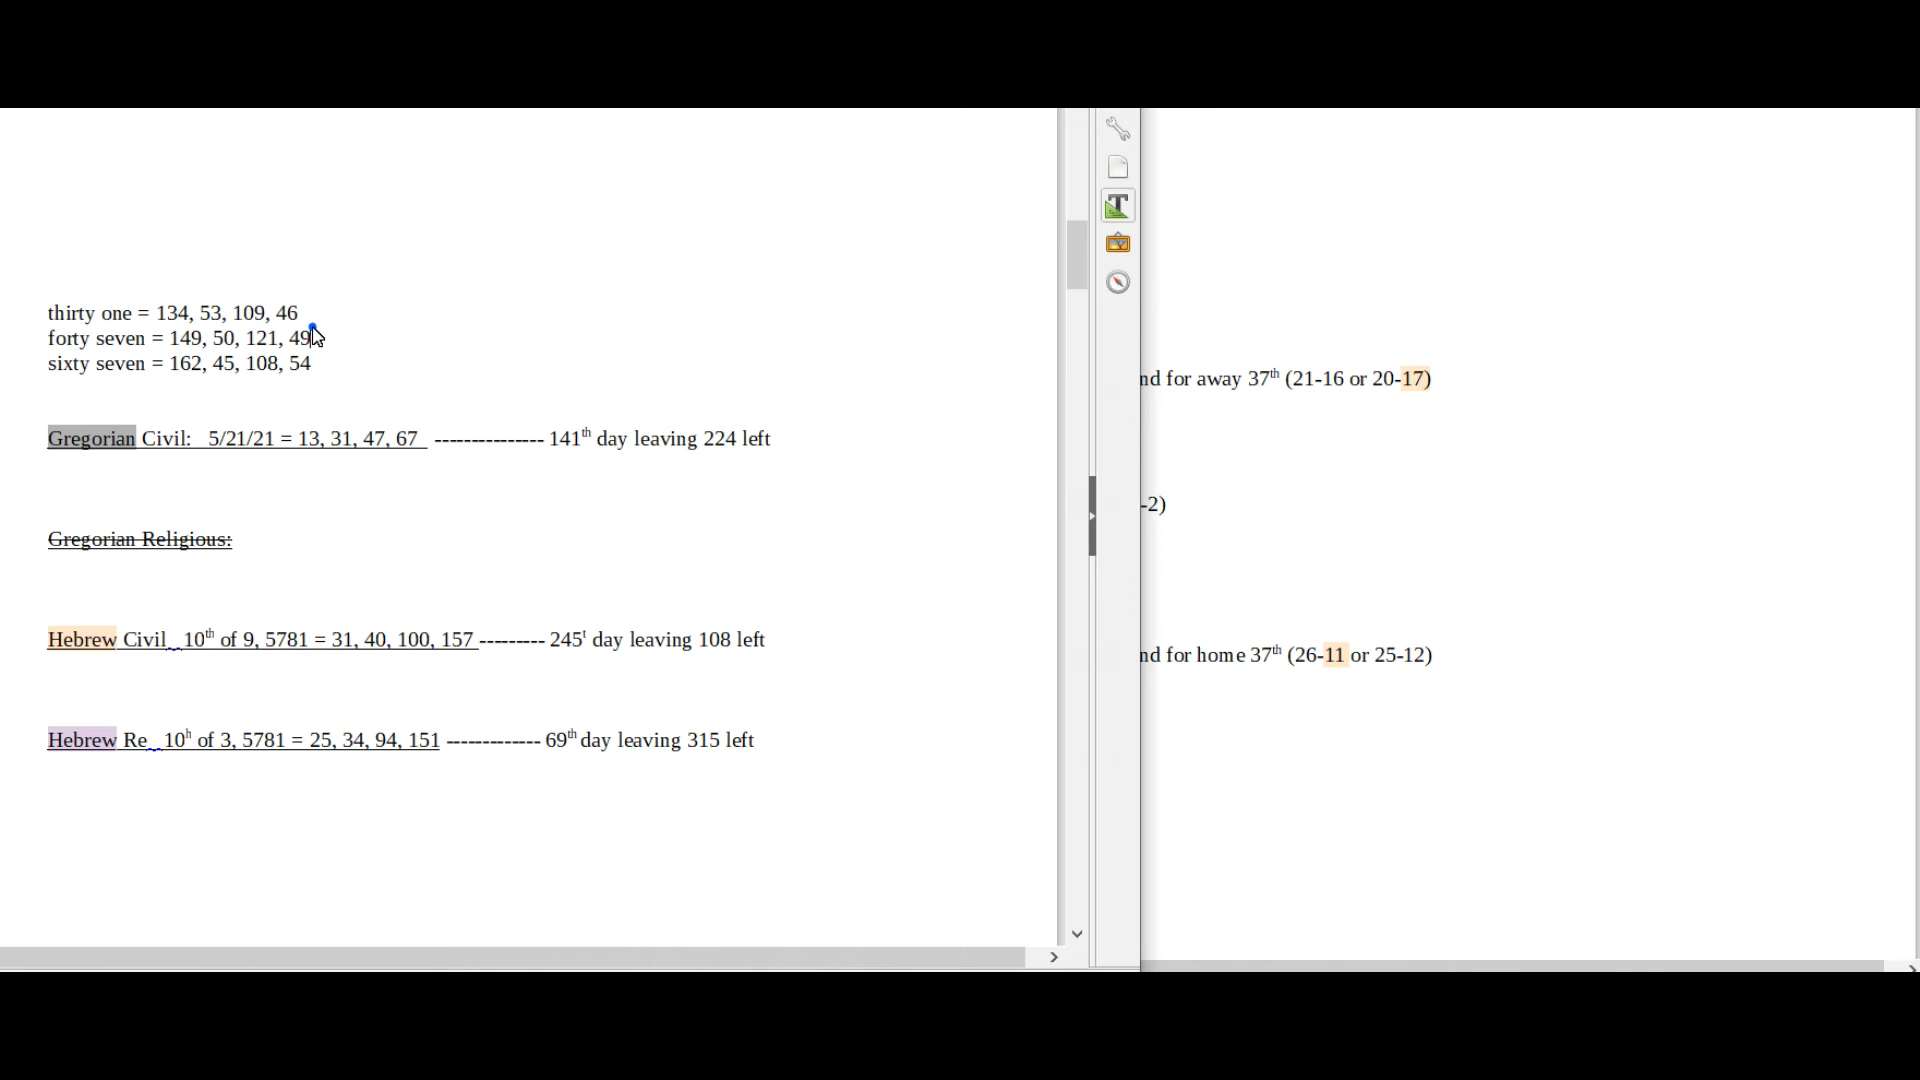 thirty one = 134, 53, 109, 46
forty seven = 149, 50, 121, 49
sixty seven = 162, 45, 108, 54
Gregorian Civil: 5/21/21 = 13, 31, 47, 67 --------------- 141th day leaving 224 left
Gregorian Religious:
Hebrew Civil 10th of 9, 5781 = 31, 40, 100, 157 --------- 245t day leaving 108 left
Hebrew Re 10h of 3, 5781 = 25, 34, 94, 151 ------------- 69th day leaving 315 left
nd for away 37th (21-16 or 20-17)
-2)
nd for home 37th (26-11 or 25-12)